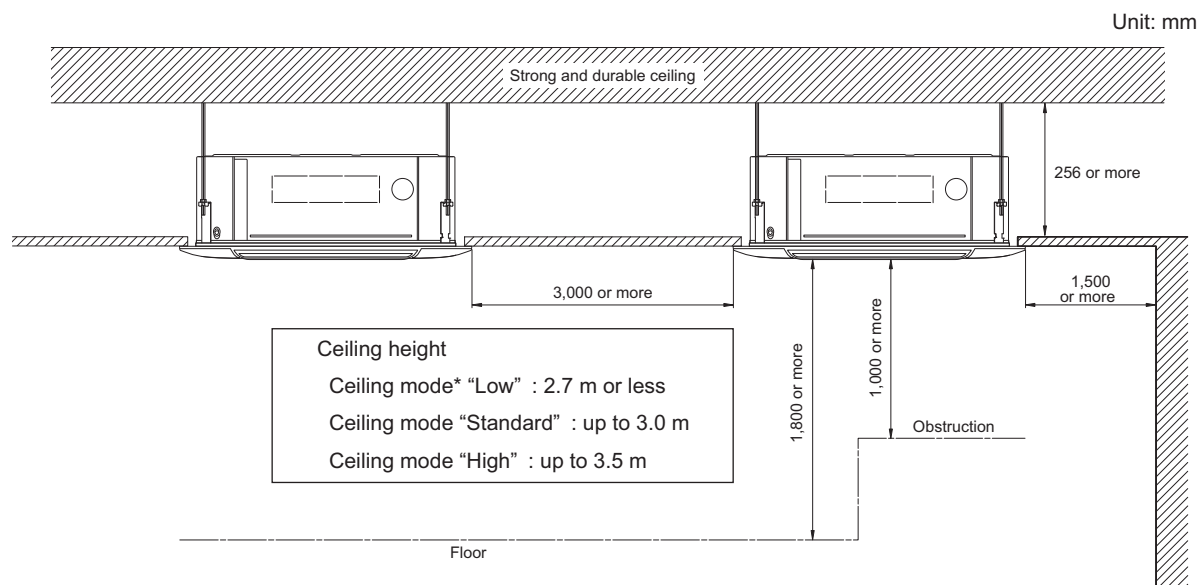 Unit: mm
Strong and durable ceiling
256 or more
3,000 or more
1,500
or more
1,800 or more
1,000 or more
Ceiling height
Ceiling mode* “Low” : 2.7 m or less
Ceiling mode “Standard” : up to 3.0 m
Ceiling mode “High” : up to 3.5 m
Obstruction
Floor